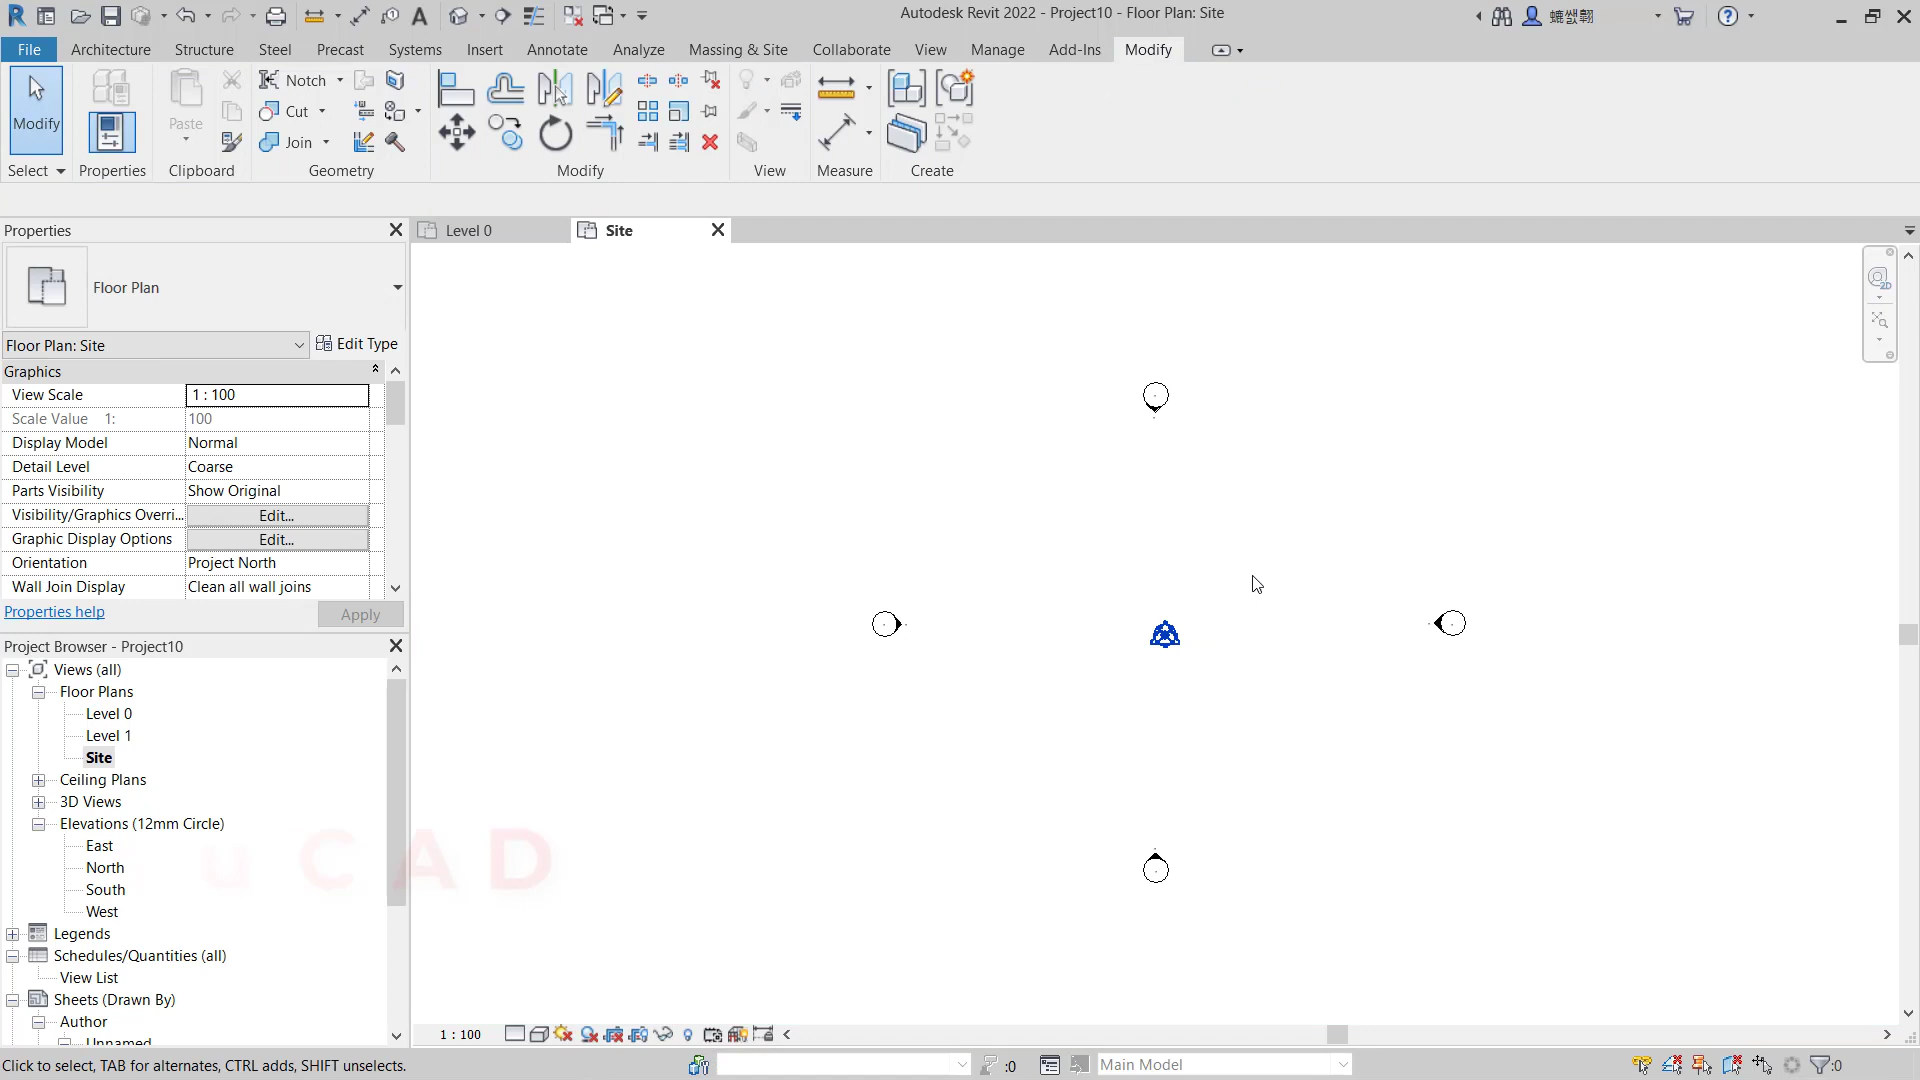 Autodesk Revit 2022 - Project10 - Floor Plan: Site
File Architecture Structure Steel Precast Systems Insert Annotate Analyze Massing & Site Collaborate View Manage Add-Ins Modify
Modify
Paste
Notch
Cut
Join
Select Properties Clipboard Geometry Modify View Measure Create
Properties
Level 0
Site
Floor Plan
Floor Plan: Site
Edit Type
Graphics
View Scale 1 : 100
Scale Value 1: 100
Display Model Normal
Detail Level Coarse
Parts Visibility Show Original
Visibility/Graphics Overri... Edit...
Graphic Display Options Edit...
Orientation Project North
Wall Join Display Clean all wall joins
Properties help
Apply
Project Browser - Project10
Views (all)
Floor Plans
Level 0
Level 1
Site
Ceiling Plans
3D Views
Elevations (12mm Circle)
East
North
South
West
Legends
Schedules/Quantities (all)
View List
Sheets (Drawn By)
Author
Unnamed
u CAD
2D
1 : 100
Click to select, TAB for alternates, CTRL adds, SHIFT unselects.
:0
Main Model
:0